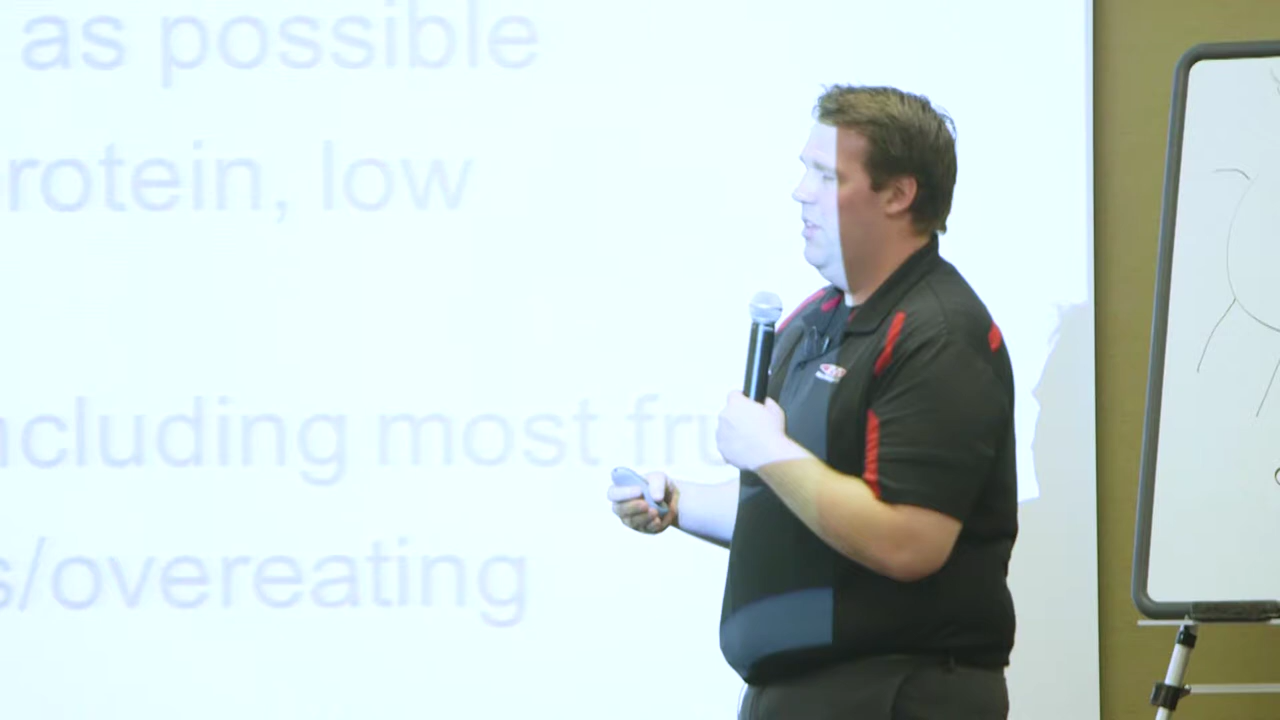 as possible
rotein, low
ncluding most fru
s/overeating